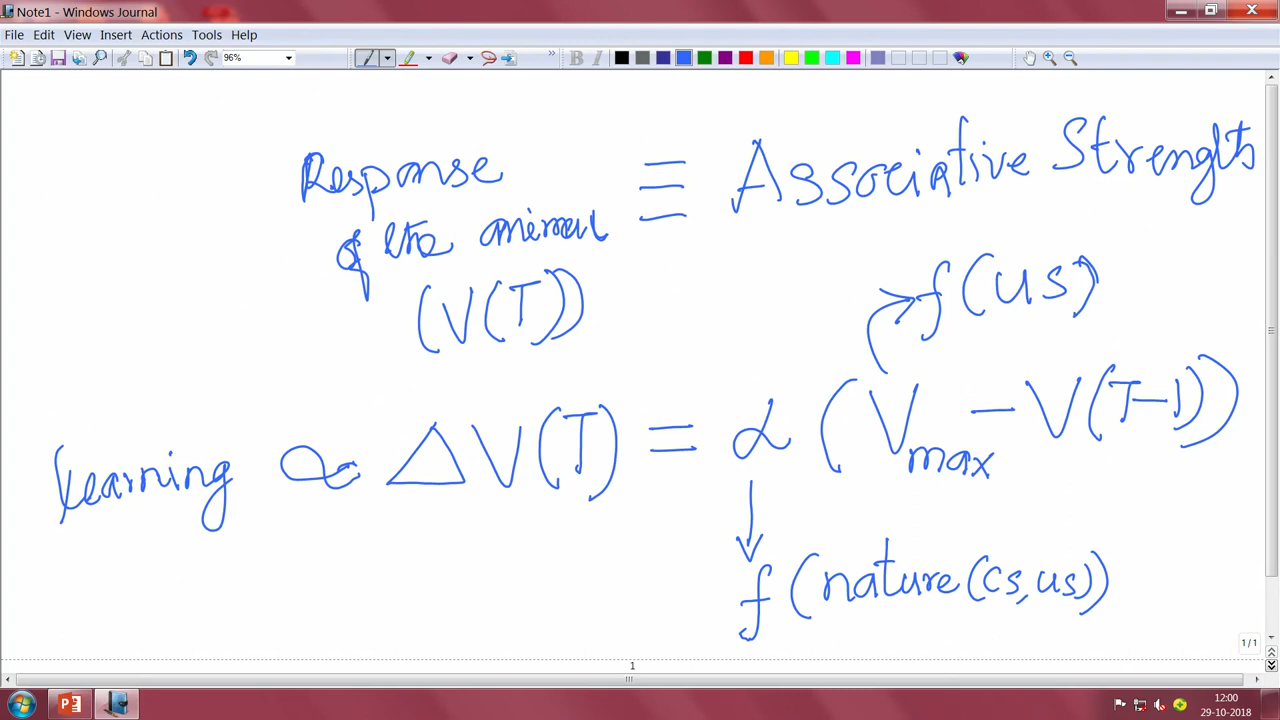 Note1 - Windows Journal
File Edit View Insert Actions Tools Help
96%
Response ≡ Associative Strength
of the animal
(V(T))
f(US)
learning ∝ ΔV(T) = α (Vmax - V(T-1))
f (nature(CS,US))
1/1
1
12:00
29-10-2018